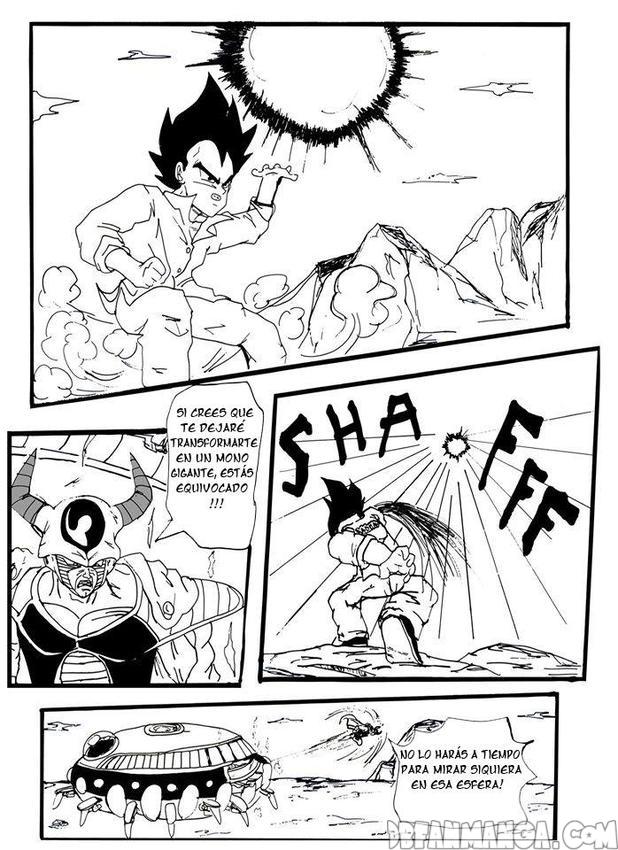 SI CREES QUE
TE DEJARÉ
TRANSFORMARTE
EN UN MONO
GIGANTE, ESTÁS
EQUIVOCADO
!!!
SHA
FFF
NO LO HARÁS A TIEMPO
PARA MIRAR SIQUIERA
EN ESA ESFERA!
DBFANMANGA.COM